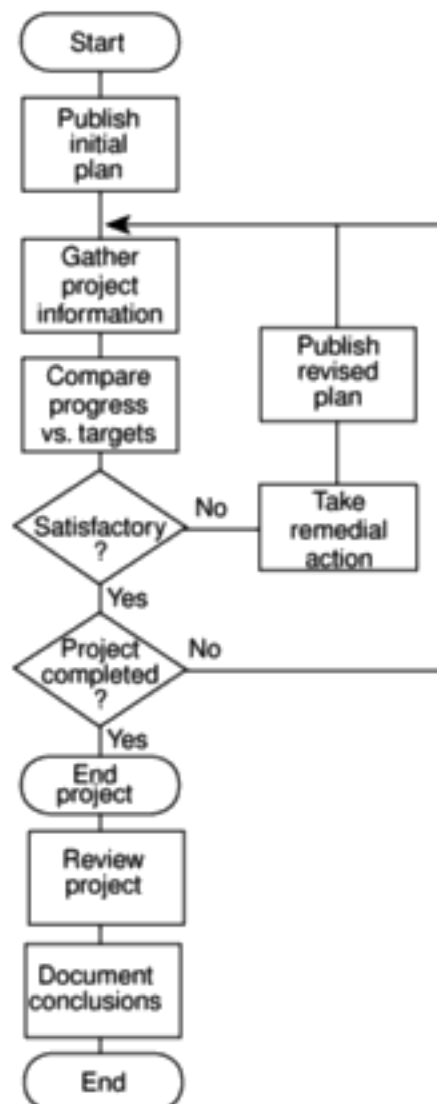 Start
Publish
initial
plan
Gather
project
information
Publish
revised
plan
Compare
progress
vs. targets
Satisfactory
?
No
Take
remedial
action
Yes
Project
completed
?
No
Yes
End
project
Review
project
Document
conclusions
End